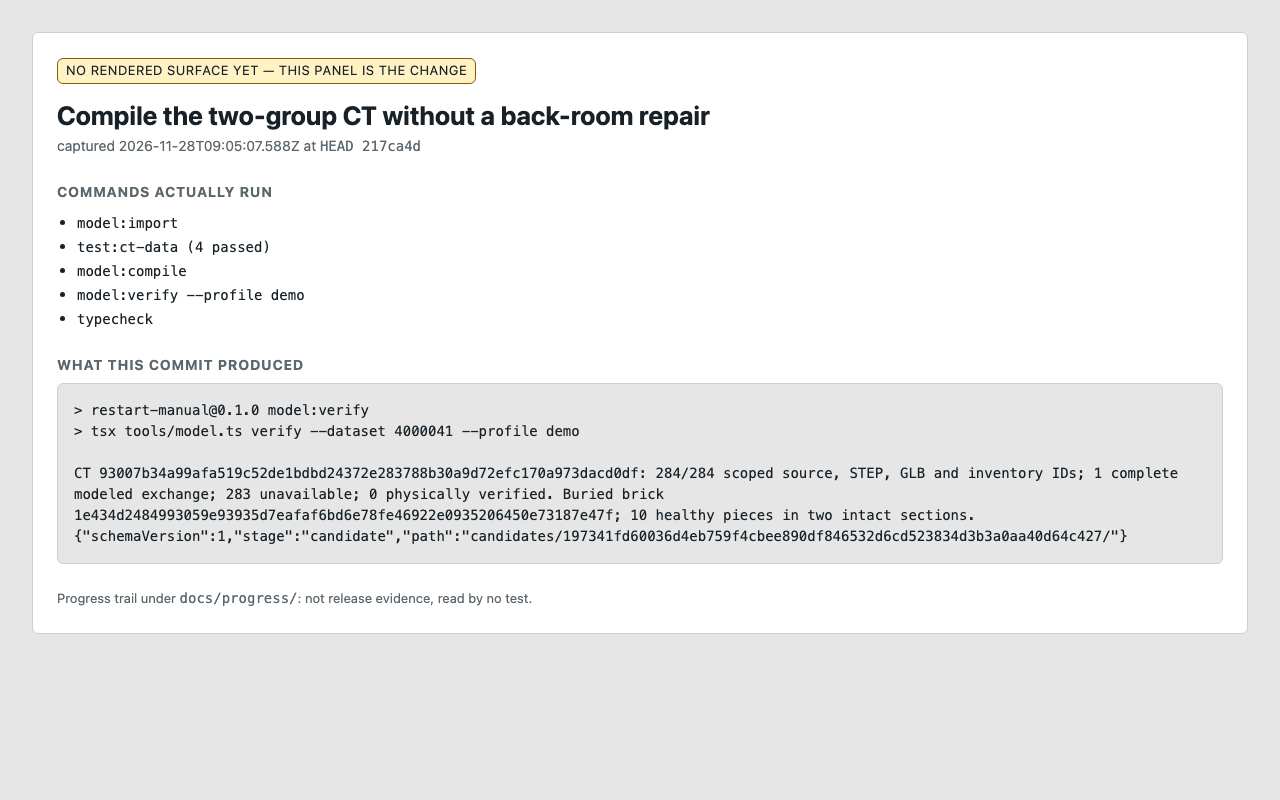 NO RENDERED SURFACE YET — THIS PANEL IS THE CHANGE
Compile the two-group CT without a back-room repair
captured 2026-11-28T09:05:07.588Z at HEAD 217ca4d
COMMANDS ACTUALLY RUN
• model:import
• test:ct-data (4 passed)
• model:compile
• model:verify --profile demo
• typecheck
WHAT THIS COMMIT PRODUCED
> restart-manual@0.1.0 model:verify
> tsx tools/model.ts verify --dataset 4000041 --profile demo
CT 93007b34a99afa519c52de1bdbd24372e283788b30a9d72efc170a973dacd0df: 284/284 scoped source, STEP, GLB and inventory IDs; 1 complete
modeled exchange; 283 unavailable; 0 physically verified. Buried brick
1e434d2484993059e93935d7eafaf6bd6e78fe46922e0935206450e73187e47f; 10 healthy pieces in two intact sections.
{"schemaVersion":1,"stage":"candidate","path":"candidates/197341fd60036d4eb759f4cbee890df846532d6cd523834d3b3a0aa40d64c427/"}
Progress trail under docs/progress/: not release evidence, read by no test.